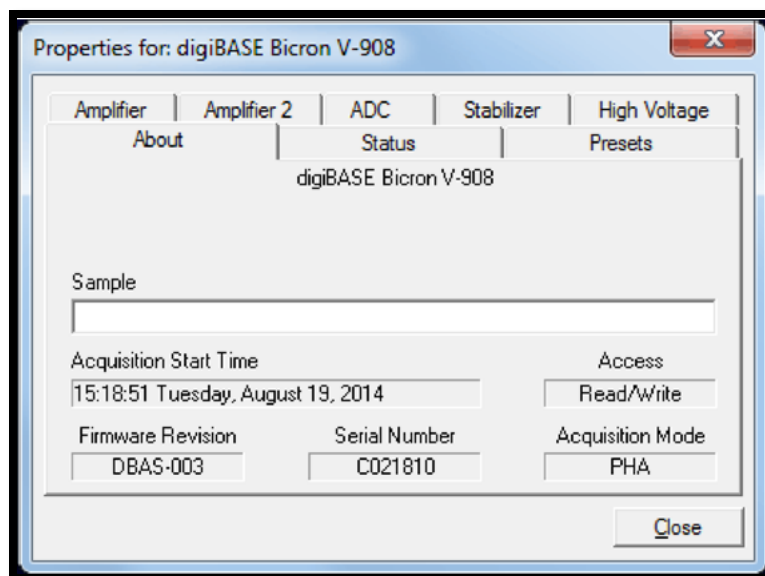 Properties for: digiBASE Bicron V-908
Amplifier Amplifier 2 ADC Stabilizer High Voltage
About Status Presets
digiBASE Bicron V-908
Sample
Acquisition Start Time Access
15:18:51 Tuesday, August 19, 2014 Read/Write
Firmware Revision Serial Number Acquisition Mode
DBAS-003 C021810 PHA
Close